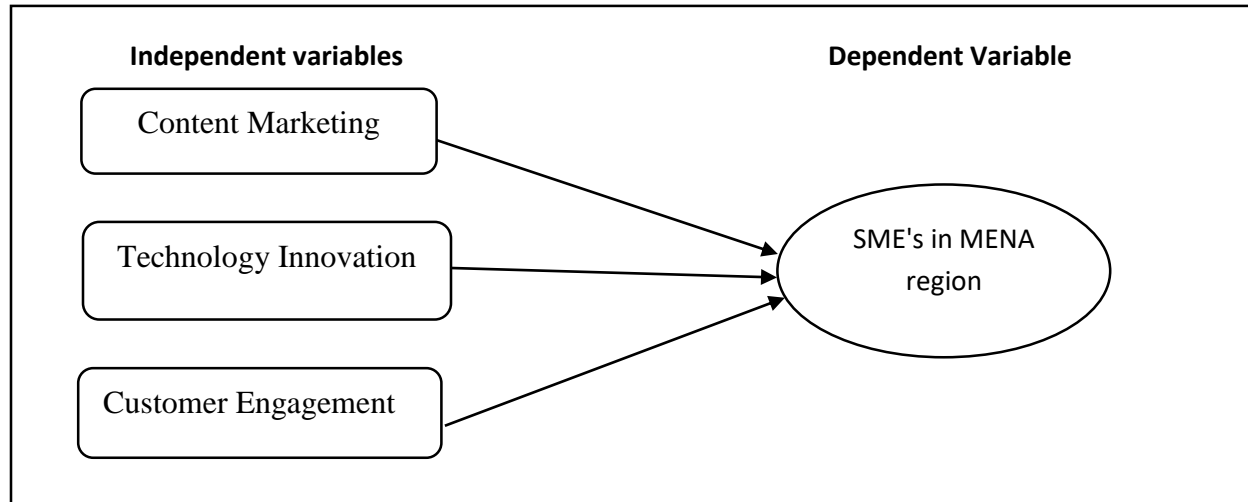 Independent variables
Dependent Variable
Content Marketing
Technology Innovation
Customer Engagement
SME's in MENA
region